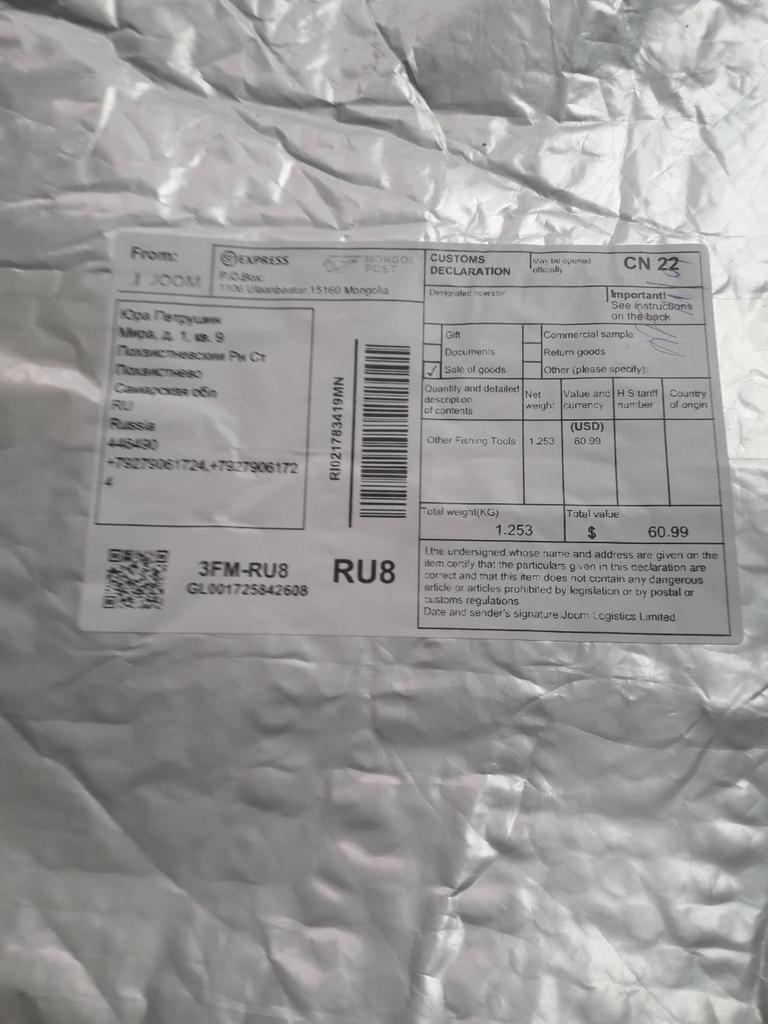 From:
JOOM
EXPRESS
MONGOL
POST
P.O.Box:
1106 Ulaanbaatar 15160 Mongolia
Юра Петрушин
Мира, д. 1, кв. 9
Похвистневский Рн Ст
Похвистнево
Самарская обл
RU
Russia
446490
+79279061724,+7927906172
4
RI021783419MN
3FM-RU8
GL001725842608
RU8
CUSTOMS
DECLARATION
May be opened
officially
CN 22
Designated operator
Important!
See instructions
on the back
Gift
Commercial sample
Documents
Return goods
✓ Sale of goods
Other (please specify):
Quantity and detailed
description
of contents
Net
weight
Value and
currency
H S tariff
number
Country
of origin
(USD)
Other Fishing Tools 1.253 60.99
Total weight(KG)
1.253
Total value
$ 60.99
I,the undersigned,whose name and address are given on the
item,certify that the particulars given in this declaration are
correct and that this item does not contain any dangerous
article or articles prohibited by legislation or by postal or
customs regulations
Date and sender's signature:Joom Logistics Limited